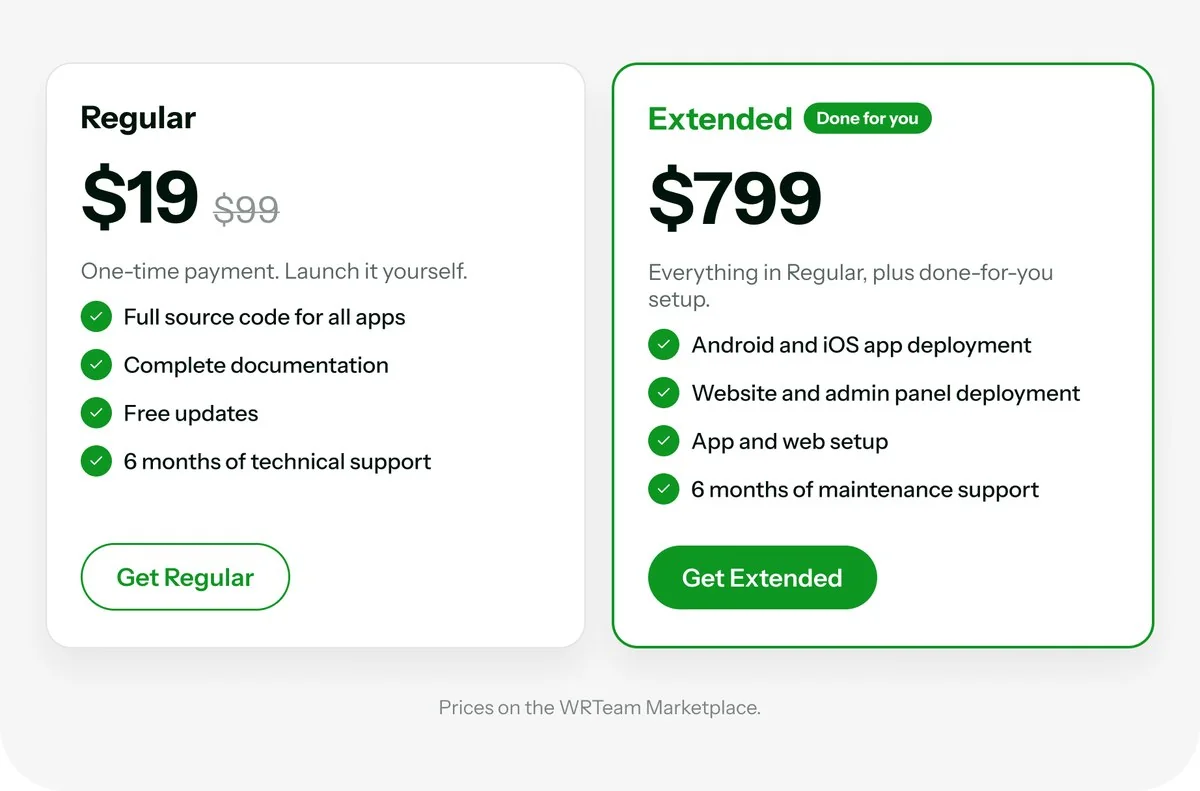 Regular
$19 $99
One-time payment. Launch it yourself.
Full source code for all apps
Complete documentation
Free updates
6 months of technical support
Get Regular
Extended Done for you
$799
Everything in Regular, plus done-for-you
setup.
Android and iOS app deployment
Website and admin panel deployment
App and web setup
6 months of maintenance support
Get Extended
Prices on the WRTeam Marketplace.